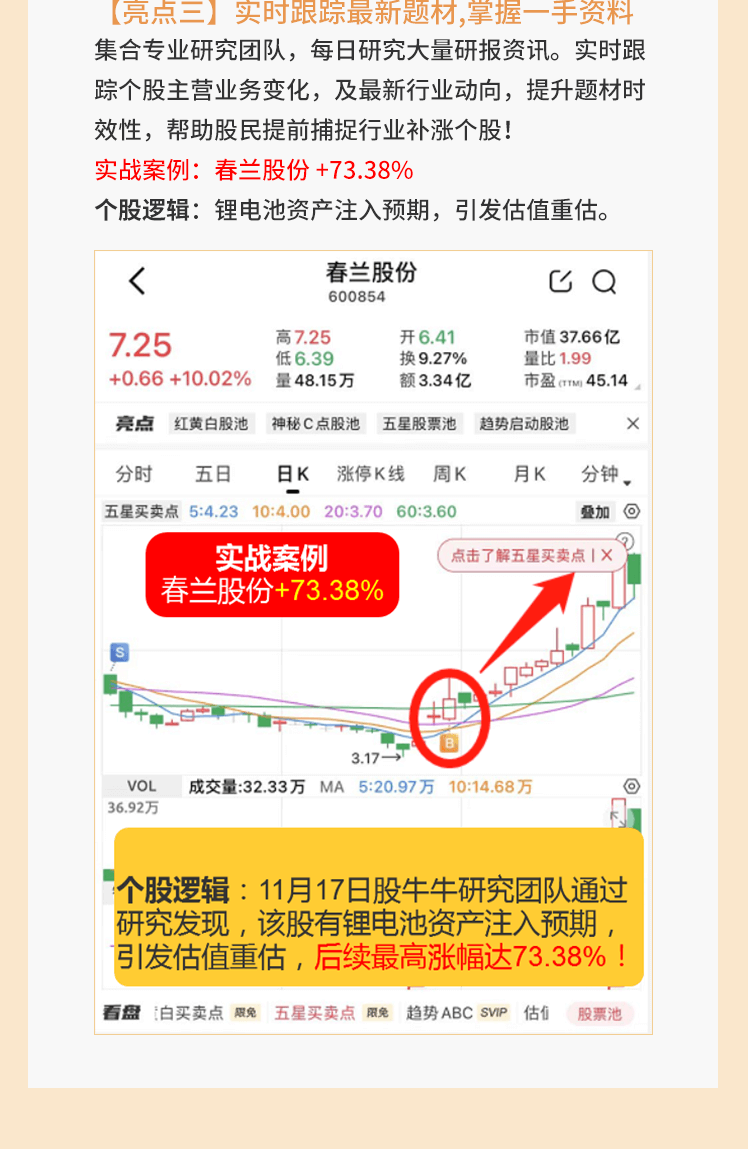 【亮点三】实时跟踪最新题材,掌握一手资料
集合专业研究团队，每日研究大量研报资讯。实时跟
踪个股主营业务变化，及最新行业动向，提升题材时
效性，帮助股民提前捕捉行业补涨个股！
实战案例：春兰股份 +73.38%
个股逻辑：锂电池资产注入预期，引发估值重估。
春兰股份
600854
7.25 高7.25 开6.41 市值37.66亿
低6.39 换9.27% 量比1.99
+0.66 +10.02% 量48.15万 额3.34亿 市盈(TTM)45.14
亮点 红黄白股池 神秘C点股池 五星股票池 趋势启动股池 ×
分时 五日 日K 涨停K线 周K 月K 分钟
五星买卖点 5:4.23 10:4.00 20:3.70 60:3.60 叠加
?
实战案例
春兰股份+73.38%
点击了解五星买卖点 | X
S
B
3.17
VOL 成交量:32.33万 MA 5:20.97万 10:14.68万
36.92万
个股逻辑：11月17日股牛牛研究团队通过
研究发现，该股有锂电池资产注入预期，
引发估值重估，后续最高涨幅达73.38%！
看盘 白买卖点 限免 五星买卖点 限免 趋势ABC SVIP 股票池